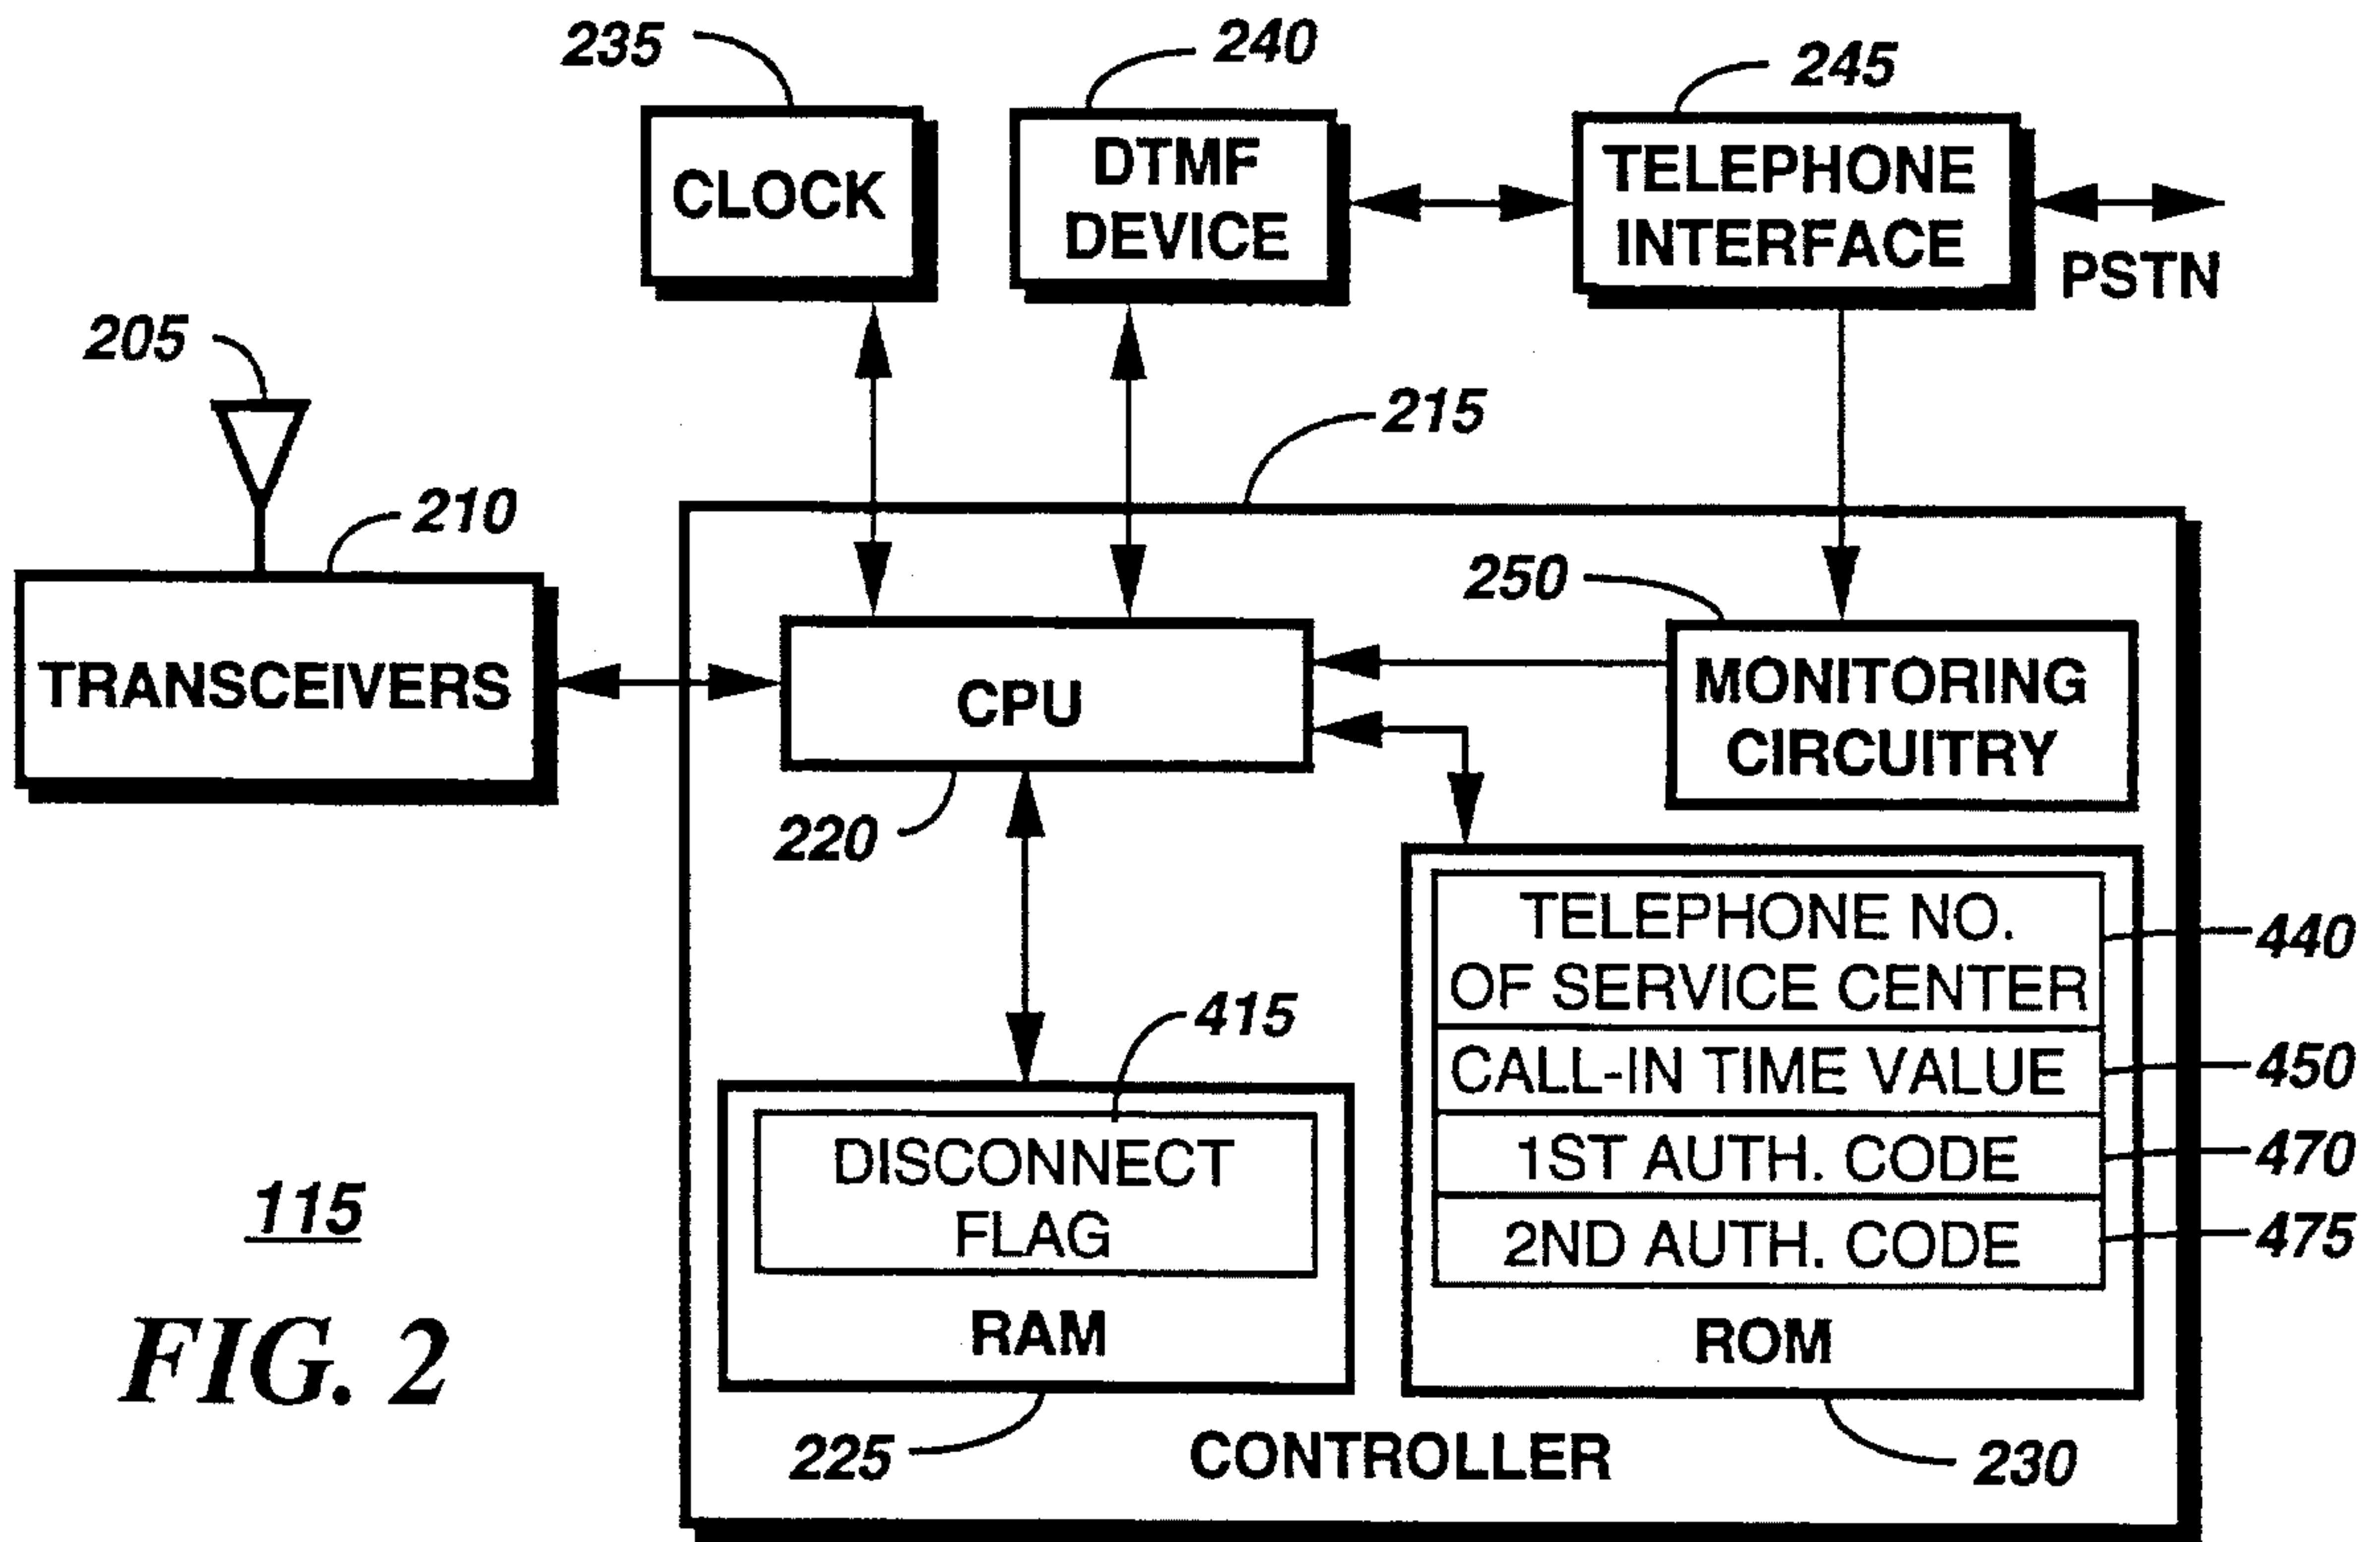 235
240
245
CLOCK
DTMF
DEVICE
TELEPHONE
INTERFACE
PSTN
205
215
210
250
TRANSCEIVERS
CPU
MONITORING
CIRCUITRY
220
TELEPHONE NO.
OF SERVICE CENTER
440
415
CALL-IN TIME VALUE
450
DISCONNECT
FLAG
1ST AUTH. CODE
470
115
2ND AUTH. CODE
475
RAM
ROM
FIG. 2
225
CONTROLLER
230